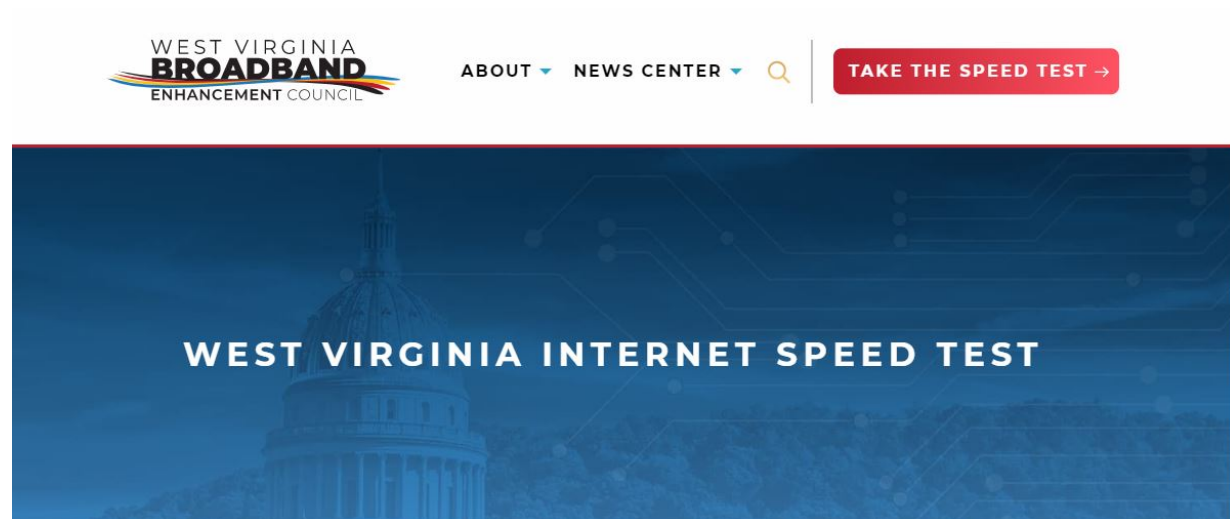 WEST VIRGINIA
BROADBAND
ENHANCEMENT COUNCIL
ABOUT NEWS CENTER TAKE THE SPEED TEST →
WEST VIRGINIA INTERNET SPEED TEST